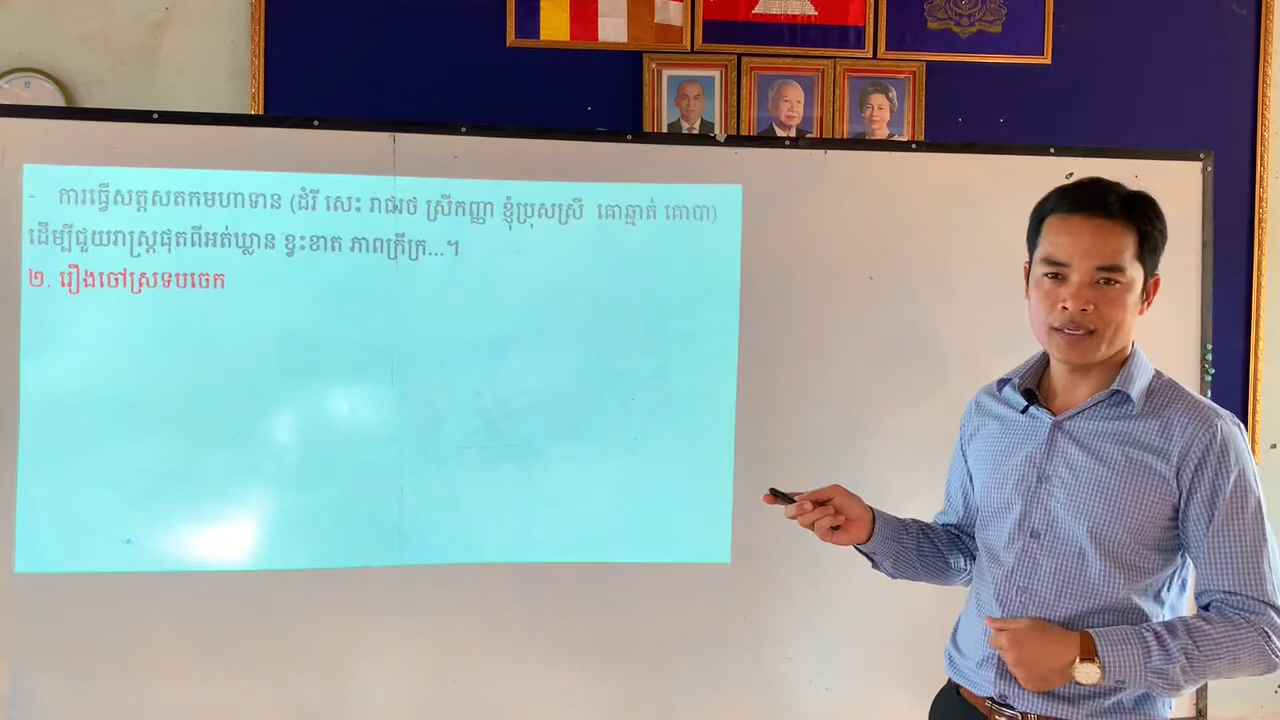 - ការធ្វើសត្តសតកមហាទាន (ដំរី សេះ រាជរថ ស្រីកញ្ញា ខ្ញុំប្រុសស្រី គោឆ្មាត់ គោបា)
ដើម្បីជួយរាស្ត្រផុតពីអត់ឃ្លាន ខ្វះខាត ភាពក្រីក្រ...។
២. រឿងចៅស្រទបចេក